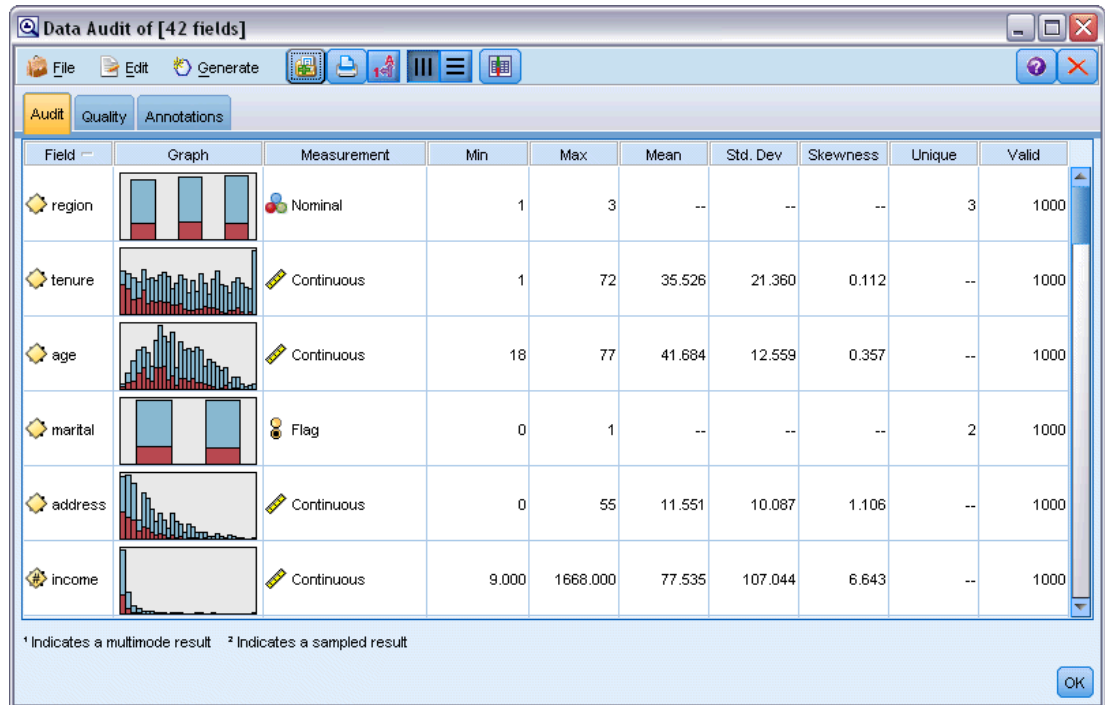 Data Audit of [42 fields]
File Edit Generate
Audit Quality Annotations
Field Graph Measurement Min Max Mean Std. Dev Skewness Unique Valid
region Nominal 1 3 -- -- -- 3 1000
tenure Continuous 1 72 35.526 21.360 0.112 -- 1000
age Continuous 18 77 41.684 12.559 0.357 -- 1000
marital Flag 0 1 -- -- -- 2 1000
address Continuous 0 55 11.551 10.087 1.106 -- 1000
income Continuous 9.000 1668.000 77.535 107.044 6.643 -- 1000
¹ Indicates a multimode result ² Indicates a sampled result
OK